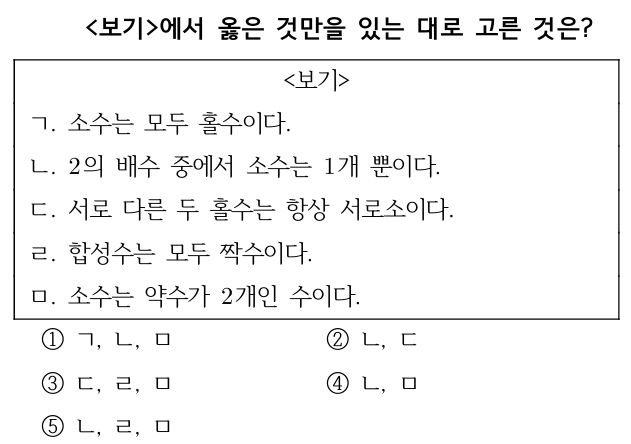 <보기>에서 옳은 것만을 있는 대로 고른 것은?
<보기>
ㄱ. 소수는 모두 홀수이다.
ㄴ. 2의 배수 중에서 소수는 1개 뿐이다.
ㄷ. 서로 다른 두 홀수는 항상 서로소이다.
ㄹ. 합성수는 모두 짝수이다.
ㅁ. 소수는 약수가 2개인 수이다.
① ㄱ, ㄴ, ㅁ ② ㄴ, ㄷ
③ ㄷ, ㄹ, ㅁ ④ ㄴ, ㅁ
⑤ ㄴ, ㄹ, ㅁ